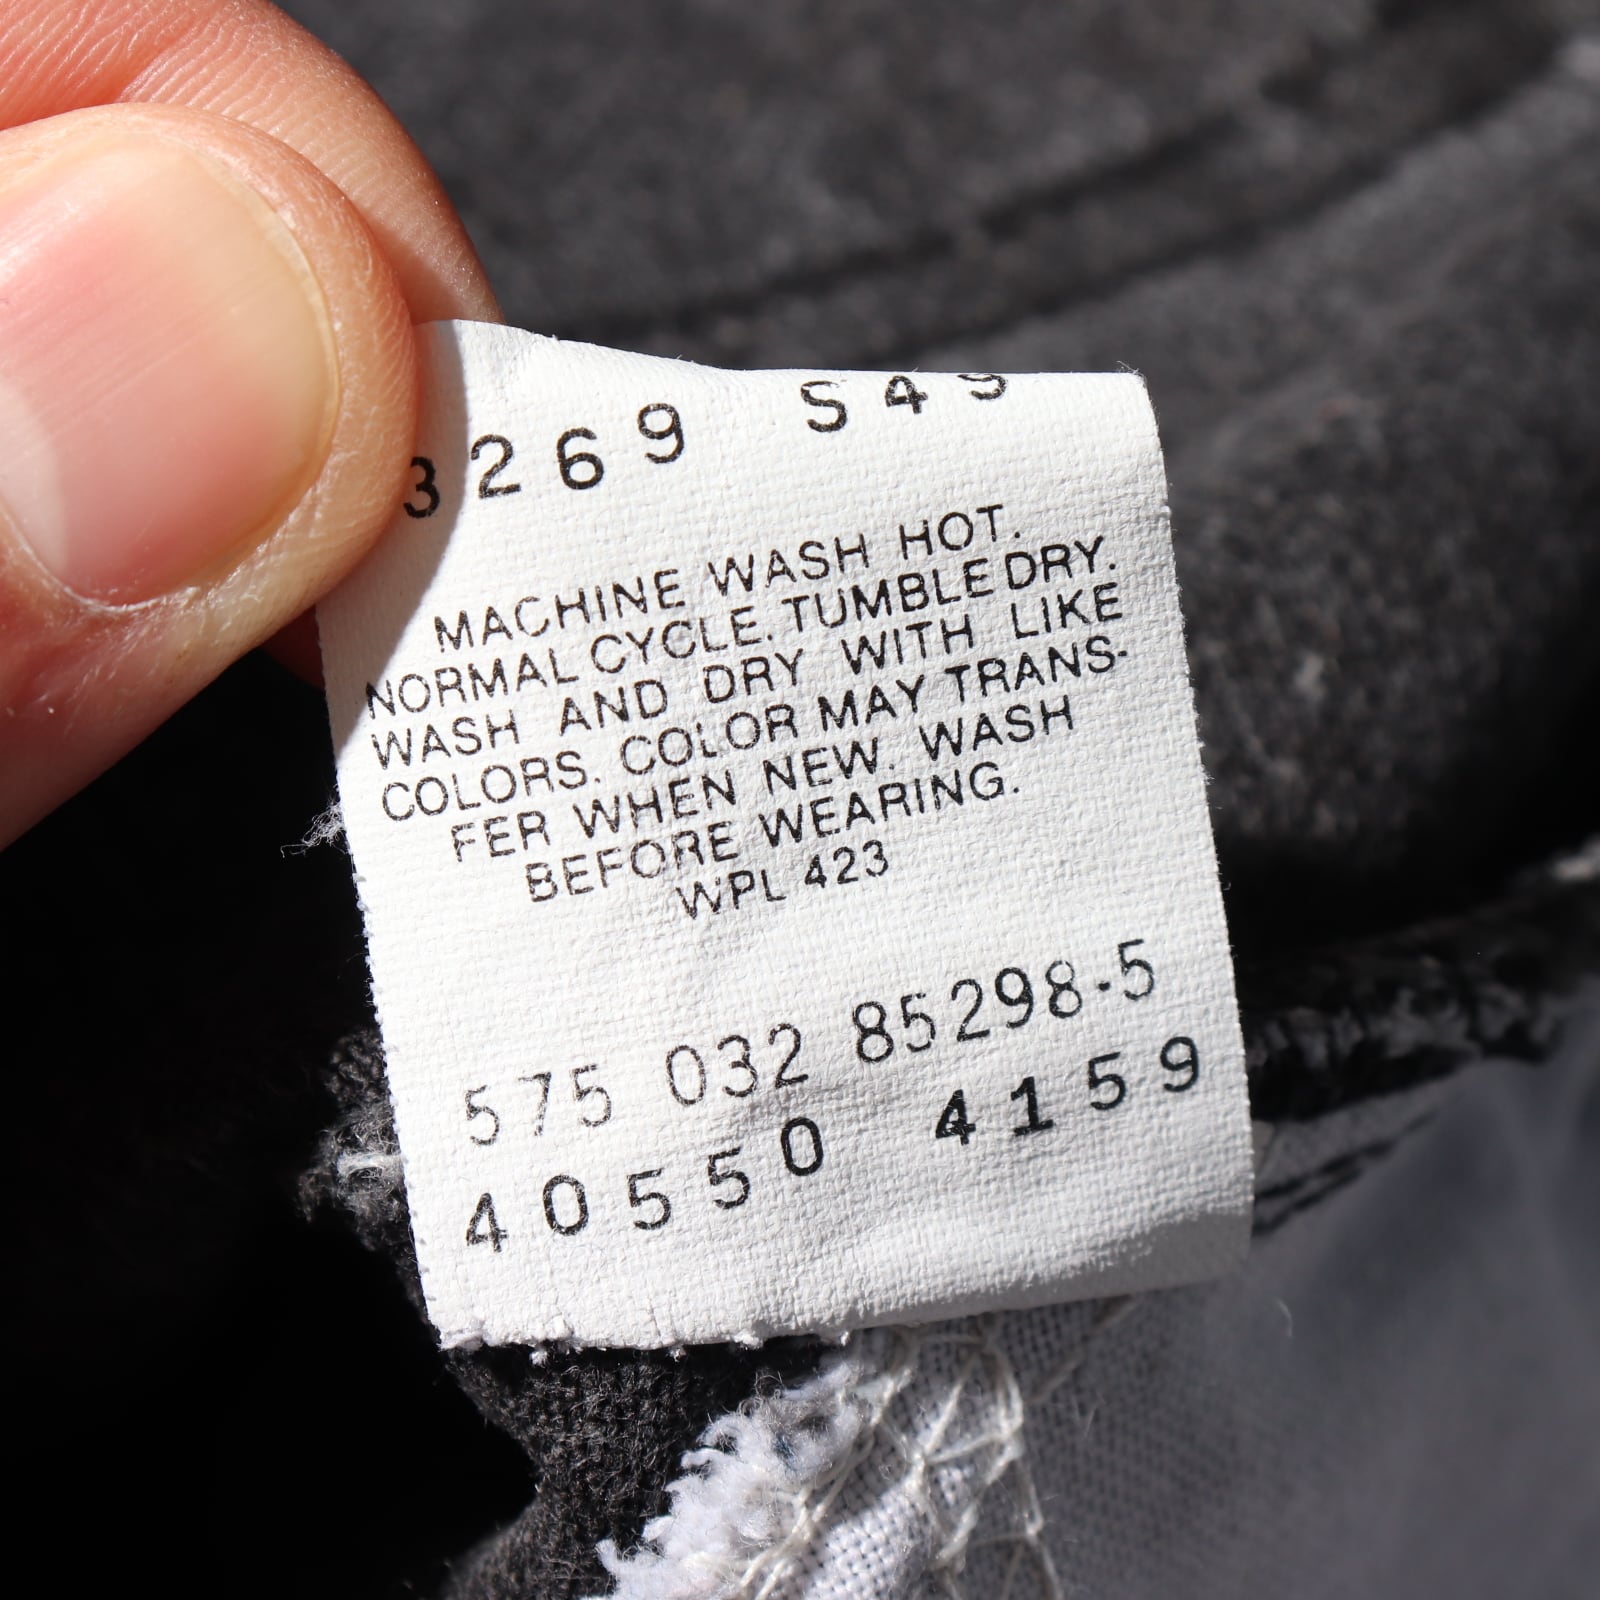 3269 S49
MACHINE WASH HOT.
NORMAL CYCLE. TUMBLE DRY.
WASH AND DRY WITH LIKE
COLORS. COLOR MAY TRANS-
FER WHEN NEW. WASH
BEFORE WEARING.
WPL 423
575 032 85298-5
40550 4159